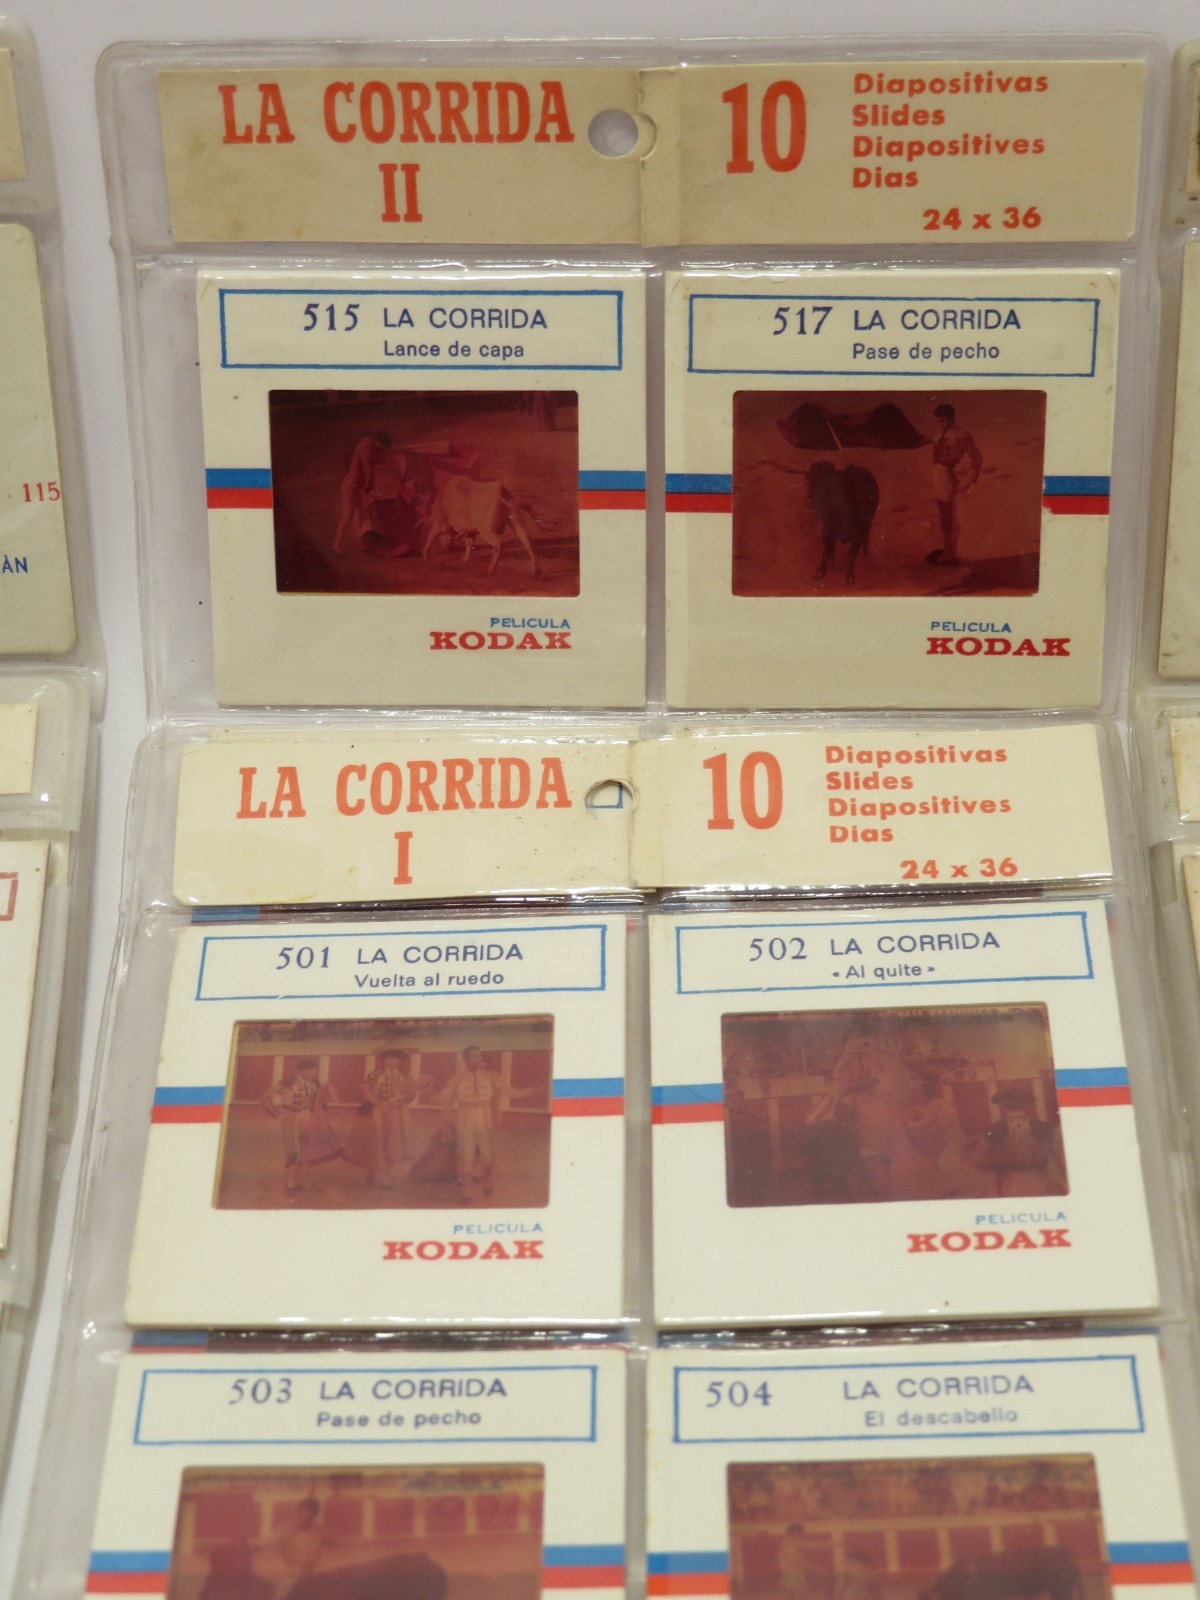 LA CORRIDA
II
10
Diapositivas
Slides
Diapositives
Dias
24 x 36
515 LA CORRIDA
Lance de capa
PELICULA
KODAK
517 LA CORRIDA
Pase de pecho
PELICULA
KODAK
LA CORRIDA
I
10
Diapositivas
Slides
Diapositives
Dias
24 x 36
501 LA CORRIDA
Vuelta al ruedo
PELICULA
KODAK
502 LA CORRIDA
«Al quite»
PELICULA
KODAK
503 LA CORRIDA
Pase de pecho
504 LA CORRIDA
El descabello
115
ÀN